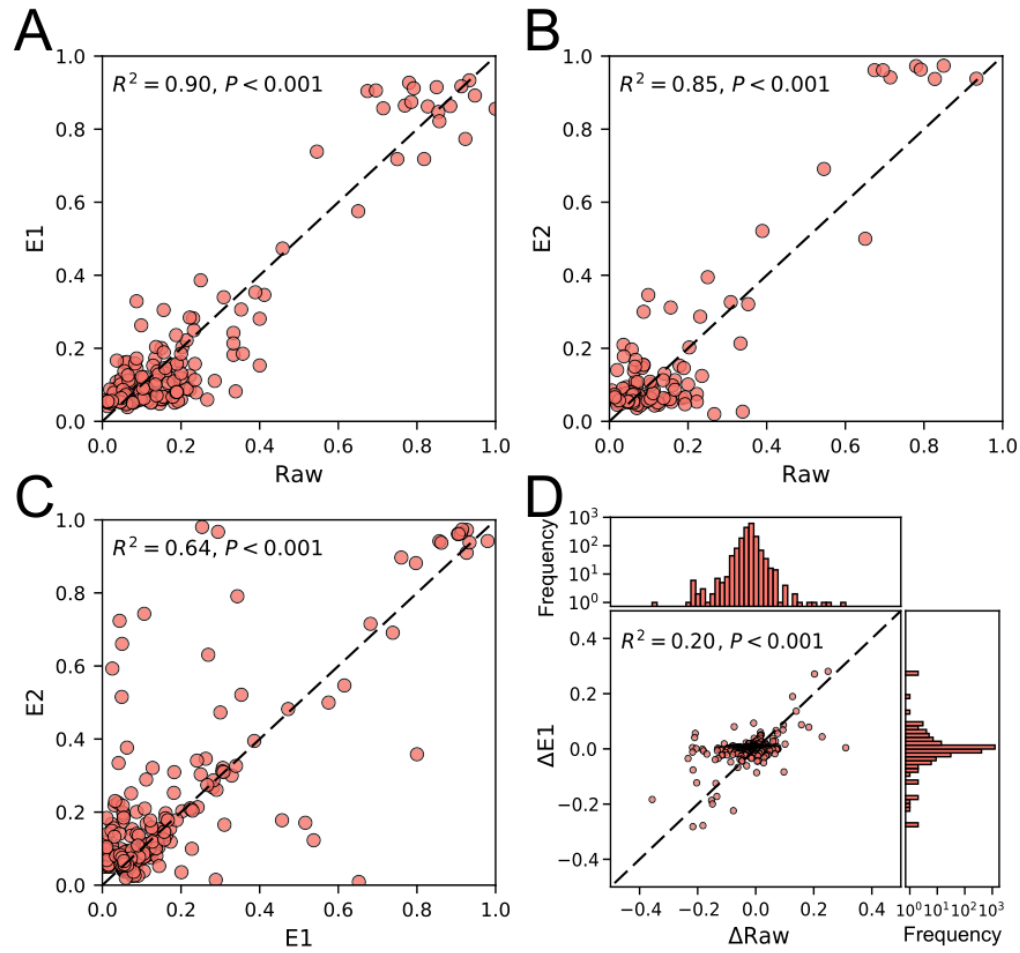 A
R² = 0.90, P < 0.001
1.0
0.8
0.6
0.4
0.2
0.0
E1
0.0 0.2 0.4 0.6 0.8 1.0
Raw
B
R² = 0.85, P < 0.001
1.0
0.8
0.6
0.4
0.2
0.0
E2
0.0 0.2 0.4 0.6 0.8 1.0
Raw
C
R² = 0.64, P < 0.001
1.0
0.8
0.6
0.4
0.2
0.0
E2
0.0 0.2 0.4 0.6 0.8 1.0
E1
D
Frequency
10³
10²
10¹
10⁰
R² = 0.20, P < 0.001
0.4
0.2
0.0
−0.2
−0.4
ΔE1
−0.4 −0.2 0.0 0.2 0.4
ΔRaw
10⁰ 10¹ 10² 10³
Frequency